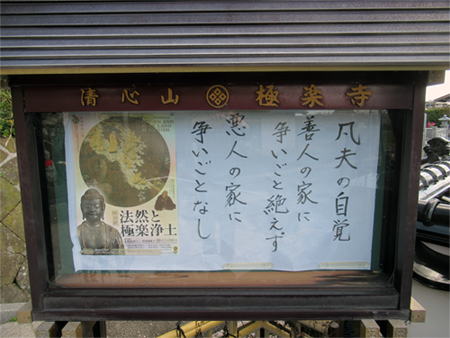 清心山 極楽寺
凡夫の自覚
善人の家に
争いごと絶えず
悪人の家に
争いごとなし
法然と
極楽浄土